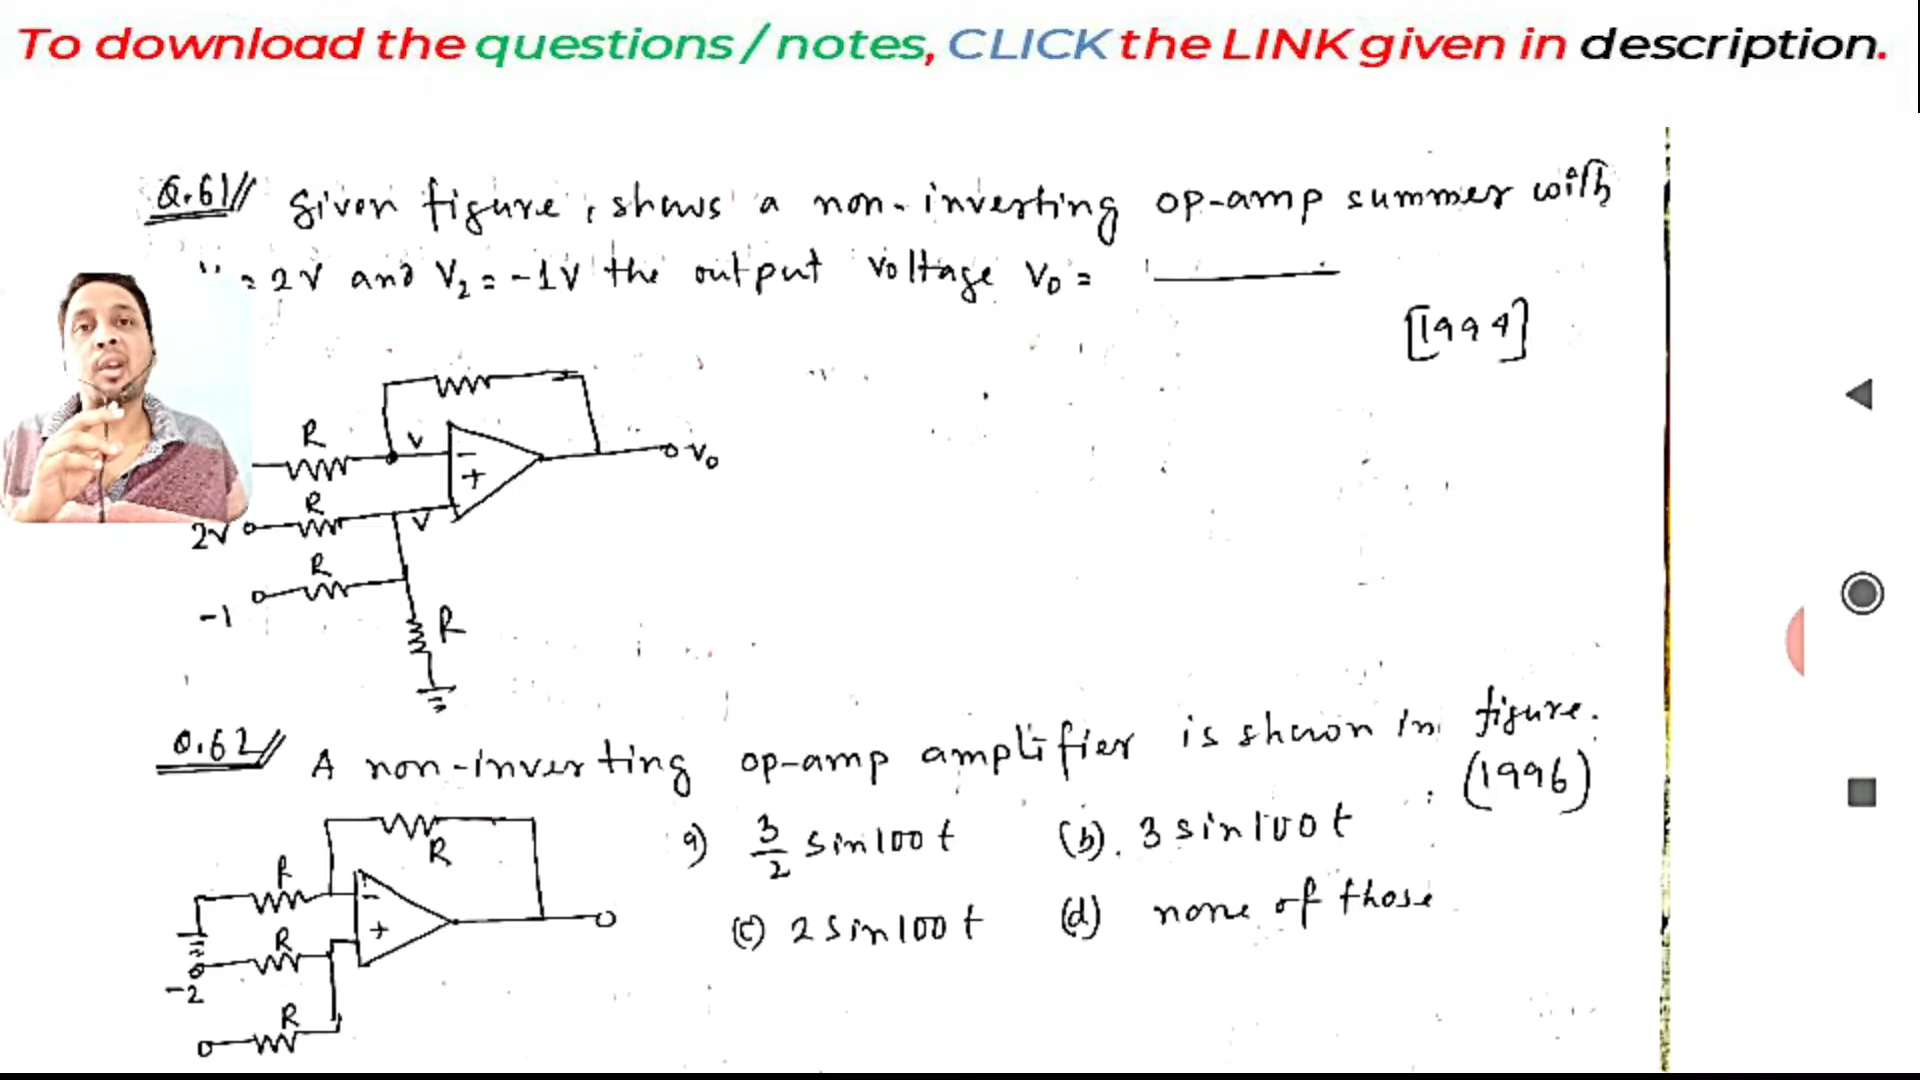 To download the questions / notes, CLICK the LINK given in description.
Q.61// Given figure, shows a non-inverting op-amp summer with
= 2V and V₂ = -1V the output voltage V₀ = ______
[1994]
R
V
-
+
V₀
R
2V
V
R
-1
R
Q.62// A non-inverting op-amp amplifier is shown in figure.
(1996)
R
a) 3/2 sin100t (b). 3 sin100t
R
-
+
(c) 2 sin100t (d) none of those
R
-2
R